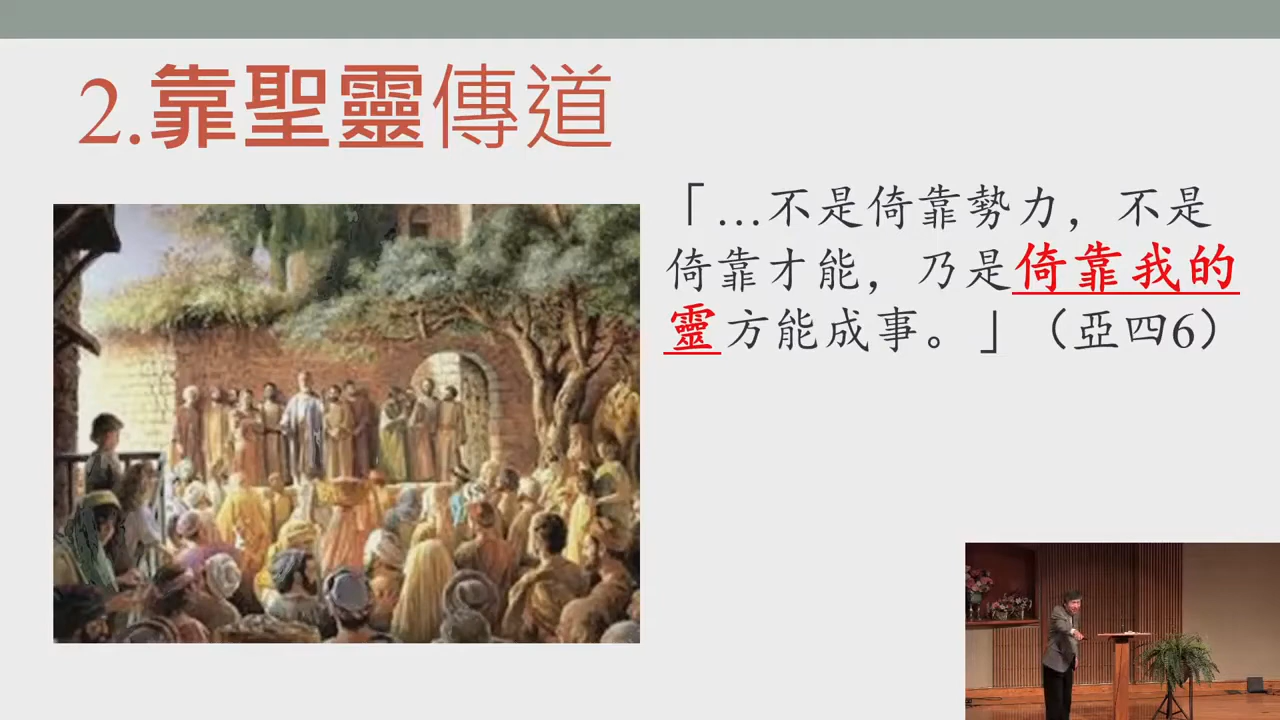 2.靠聖靈傳道
「…不是倚靠勢力，不是
倚靠才能，乃是倚靠我的
靈方能成事。」（亞四6）